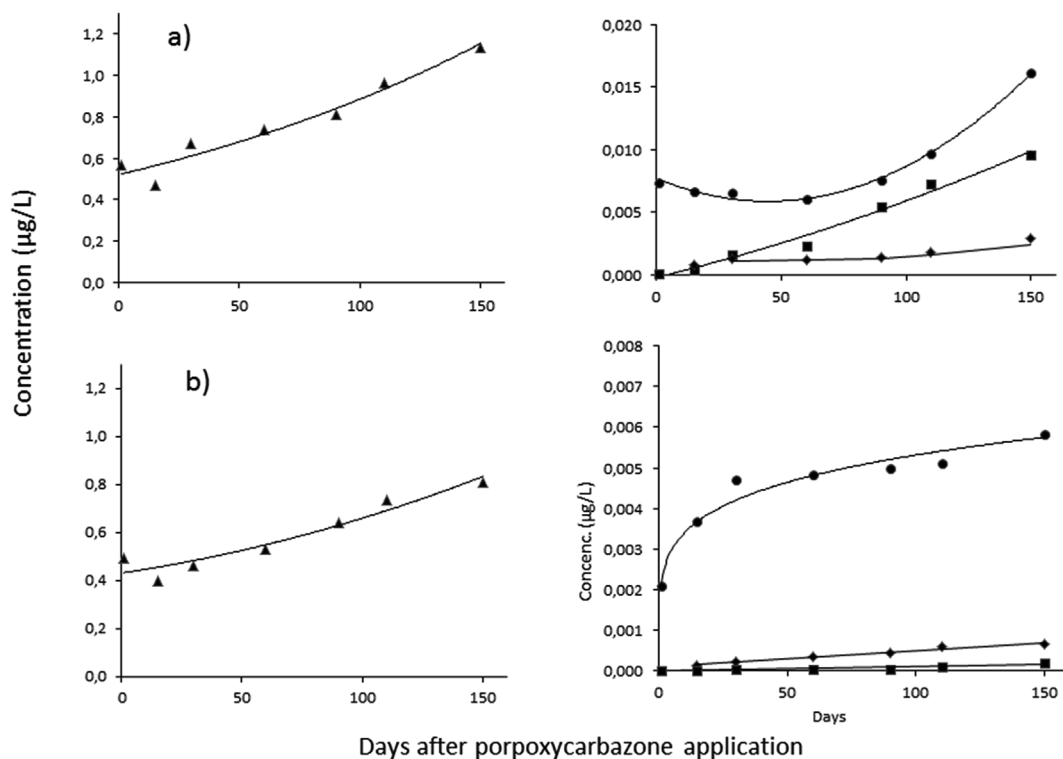 a)
1,2
1,0
0,8
0,6
0,4
0,2
0,0
0 50 100 150
0,020
0,015
0,010
0,005
0,000
0 50 100 150
Concentration (µg/L)
b)
1,2
1,0
0,8
0,6
0,4
0,2
0,0
0 50 100 150
0,008
0,007
0,006
0,005
0,004
0,003
0,002
0,001
0,000
Concenc. (µg/L)
0 50 100 150
Days
Days after porpoxycarbazone application